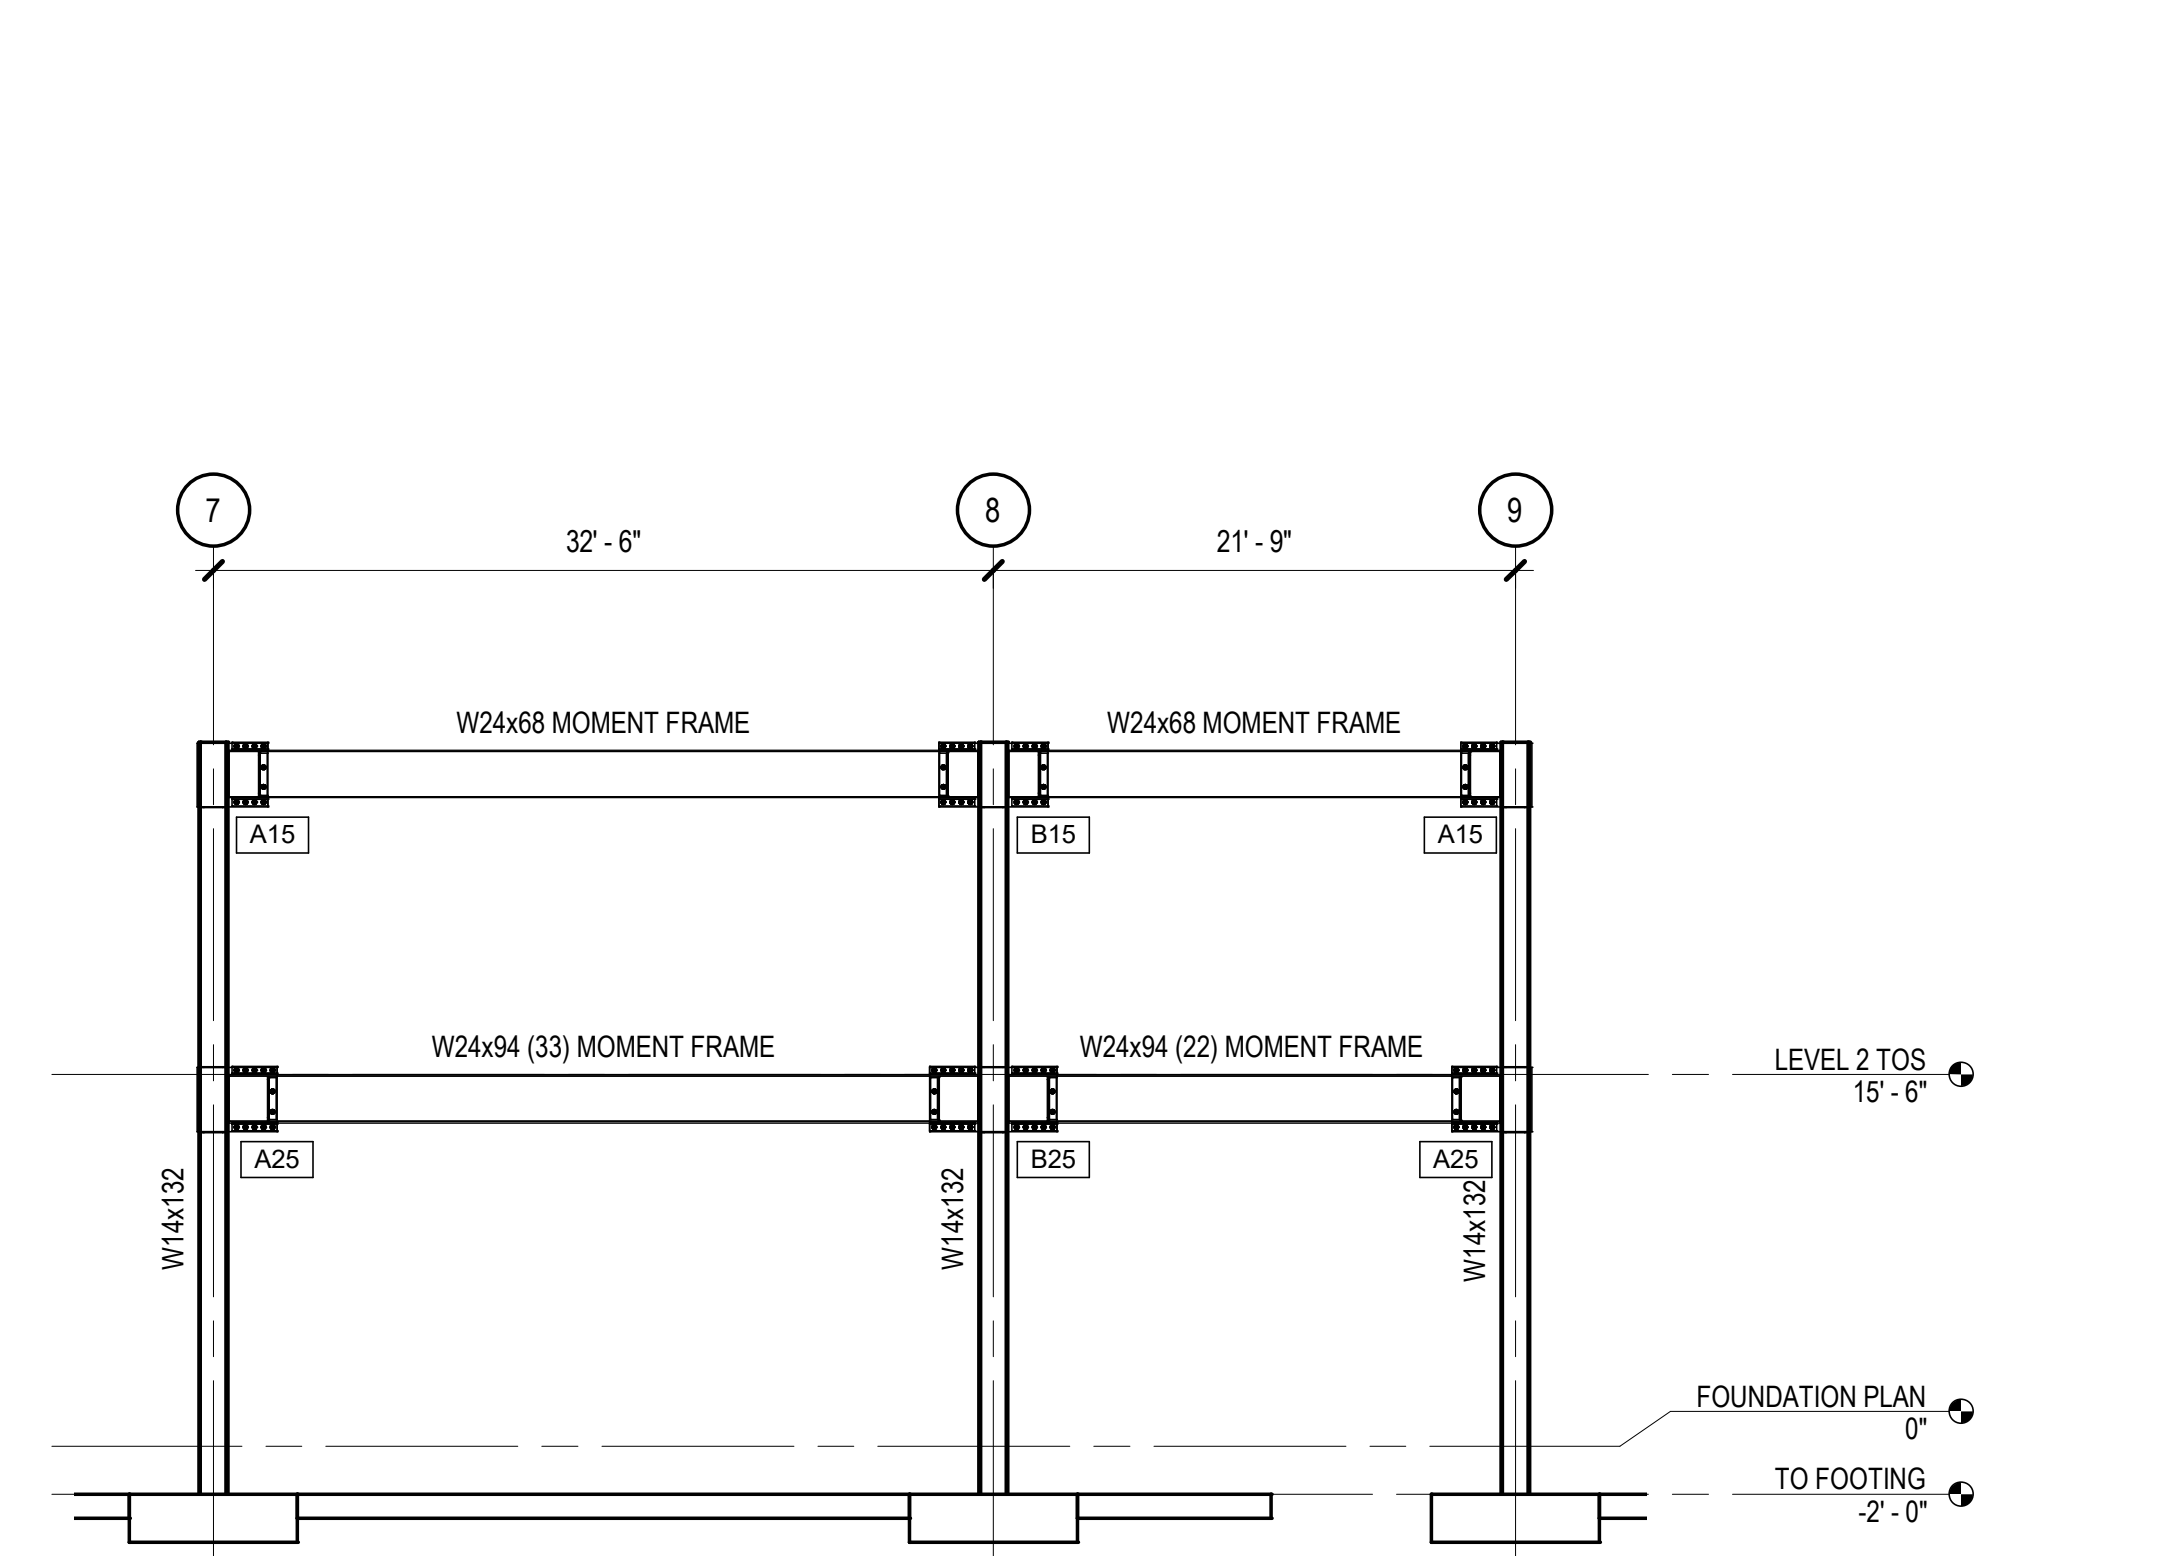 7
8
9
32' - 6"
21' - 9"
W24x68 MOMENT FRAME
W24x68 MOMENT FRAME
A15
B15
A15
W24x94 (33) MOMENT FRAME
W24x94 (22) MOMENT FRAME
LEVEL 2 TOS
15' - 6"
A25
B25
A25
W14x132
W14x132
W14x132
FOUNDATION PLAN
0"
TO FOOTING
-2' - 0"